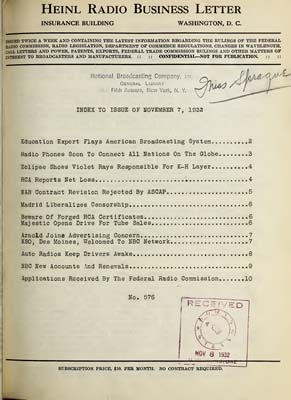 HEINL RADIO BUSINESS LETTER
INSURANCE BUILDING WASHINGTON, D. C.
ISSUED TWICE A WEEK AND CONTAINING THE LATEST INFORMATION REGARDING THE RULINGS OF THE FEDERAL
RADIO COMMISSION, RADIO LEGISLATION, DEPARTMENT OF COMMERCE REGULATIONS, CHANGES IN WAVELENGTH,
CALL LETTERS AND POWER, PATENTS, EXPORTS, FEDERAL TRADE COMMISSION RULINGS AND OTHER MATTERS OF
INTEREST TO BROADCASTERS AND MANUFACTURERS. :: :: CONFIDENTIAL—NOT FOR PUBLICATION. :: ::
National Broadcasting Company, Inc.
GENERAL LIBRARY
Fifth Avenue, New York, N. Y.
Miss Sprague
INDEX TO ISSUE OF NOVEMBER 7, 1932
Education Expert Flays American Broadcasting System.........2
Radio Phones Soon To Connect All Nations On The Globe.......3
Eclipse Shows Violet Rays Responsible For K-H Layer.........4
RCA Reports Net Loss........................................4
NAB Contract Revision Rejected By ASCAP.....................5
Madrid Liberalizes Censorship...............................6
Beware Of Forged RCA Certificates...........................6
Majestic Opens Drive For Tube Sales.........................6
Arnold Joins Advertising Concern............................7
KSO, Des Moines, Welcomed To NBC Network....................7
Auto Radios Keep Drivers Awake..............................8
NBC New Accounts And Renewals...............................9
Applications Received By The Federal Radio Commission......10
No. 576
RECEIVED
NOV 8 1932
SUBSCRIPTION PRICE, $10. PER MONTH. NO CONTRACT REQUIRED.